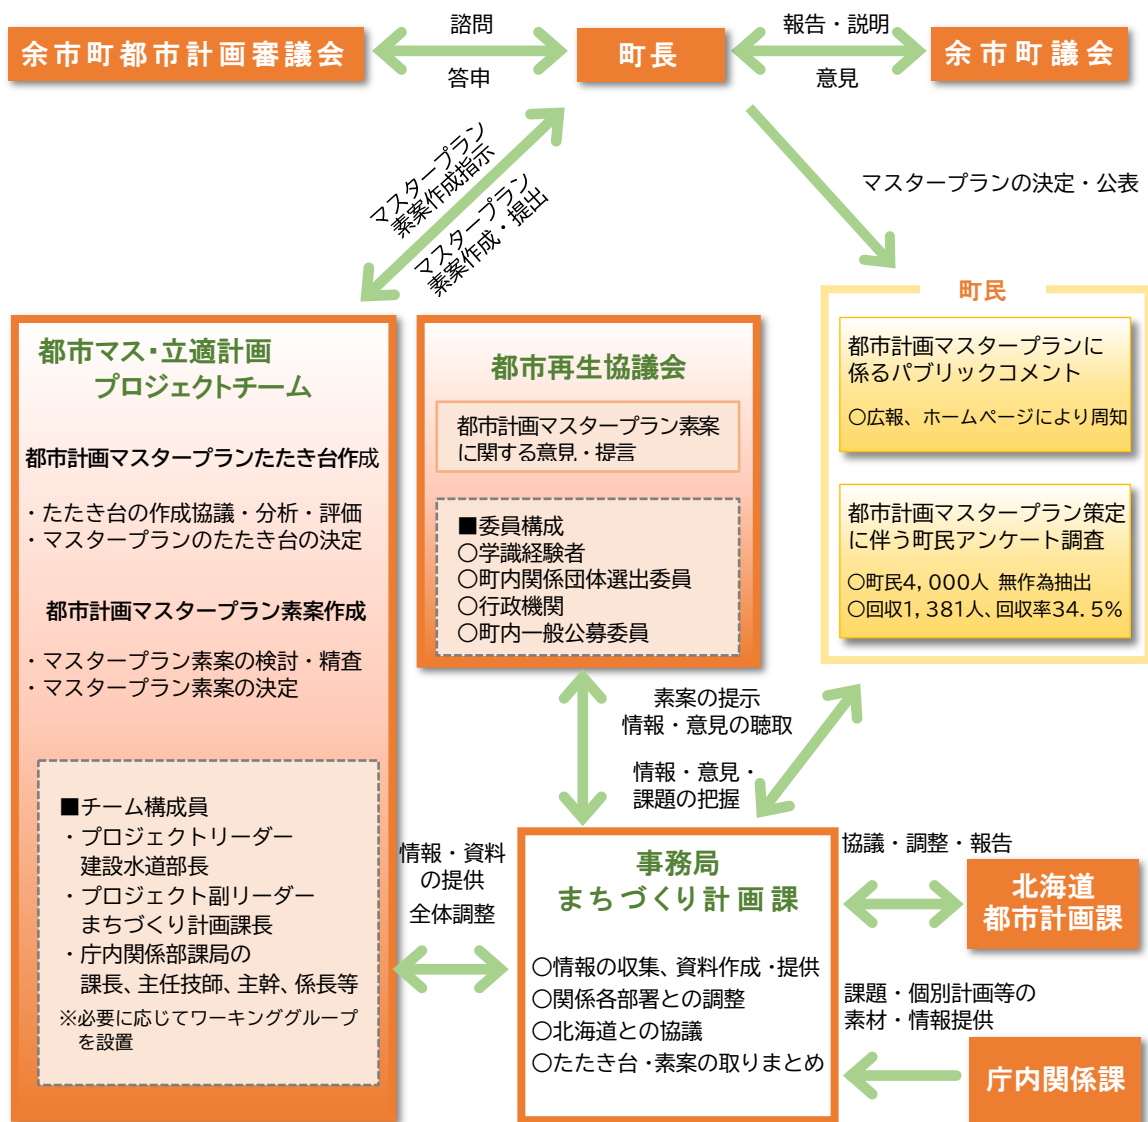 余市町都市計画審議会
諮問
答申
町長
報告・説明
意見
余市町議会
マスタープラン
素案作成指示
マスタープラン
素案作成・提出
マスタープランの決定・公表
都市マス・立適計画
プロジェクトチーム
都市計画マスタープランたたき台作成
・たたき台の作成協議・分析・評価
・マスタープランのたたき台の決定
都市計画マスタープラン素案作成
・マスタープラン素案の検討・精査
・マスタープラン素案の決定
■チーム構成員
・プロジェクトリーダー
建設水道部長
・プロジェクト副リーダー
まちづくり計画課長
・庁内関係部課局の
課長、主任技師、主幹、係長等
※必要に応じてワーキンググループ
を設置
都市再生協議会
都市計画マスタープラン素案
に関する意見・提言
■委員構成
○学識経験者
○町内関係団体選出委員
○行政機関
○町内一般公募委員
町民
都市計画マスタープランに
係るパブリックコメント
○広報、ホームページにより周知
都市計画マスタープラン策定
に伴う町民アンケート調査
○町民4,000人 無作為抽出
○回収1,381人、回収率34.5%
素案の提示
情報・意見の聴取
情報・意見・
課題の把握
情報・資料
の提供
全体調整
事務局
まちづくり計画課
○情報の収集、資料作成・提供
○関係各部署との調整
○北海道との協議
○たたき台・素案の取りまとめ
協議・調整・報告
北海道
都市計画課
課題・個別計画等の
素材・情報提供
庁内関係課